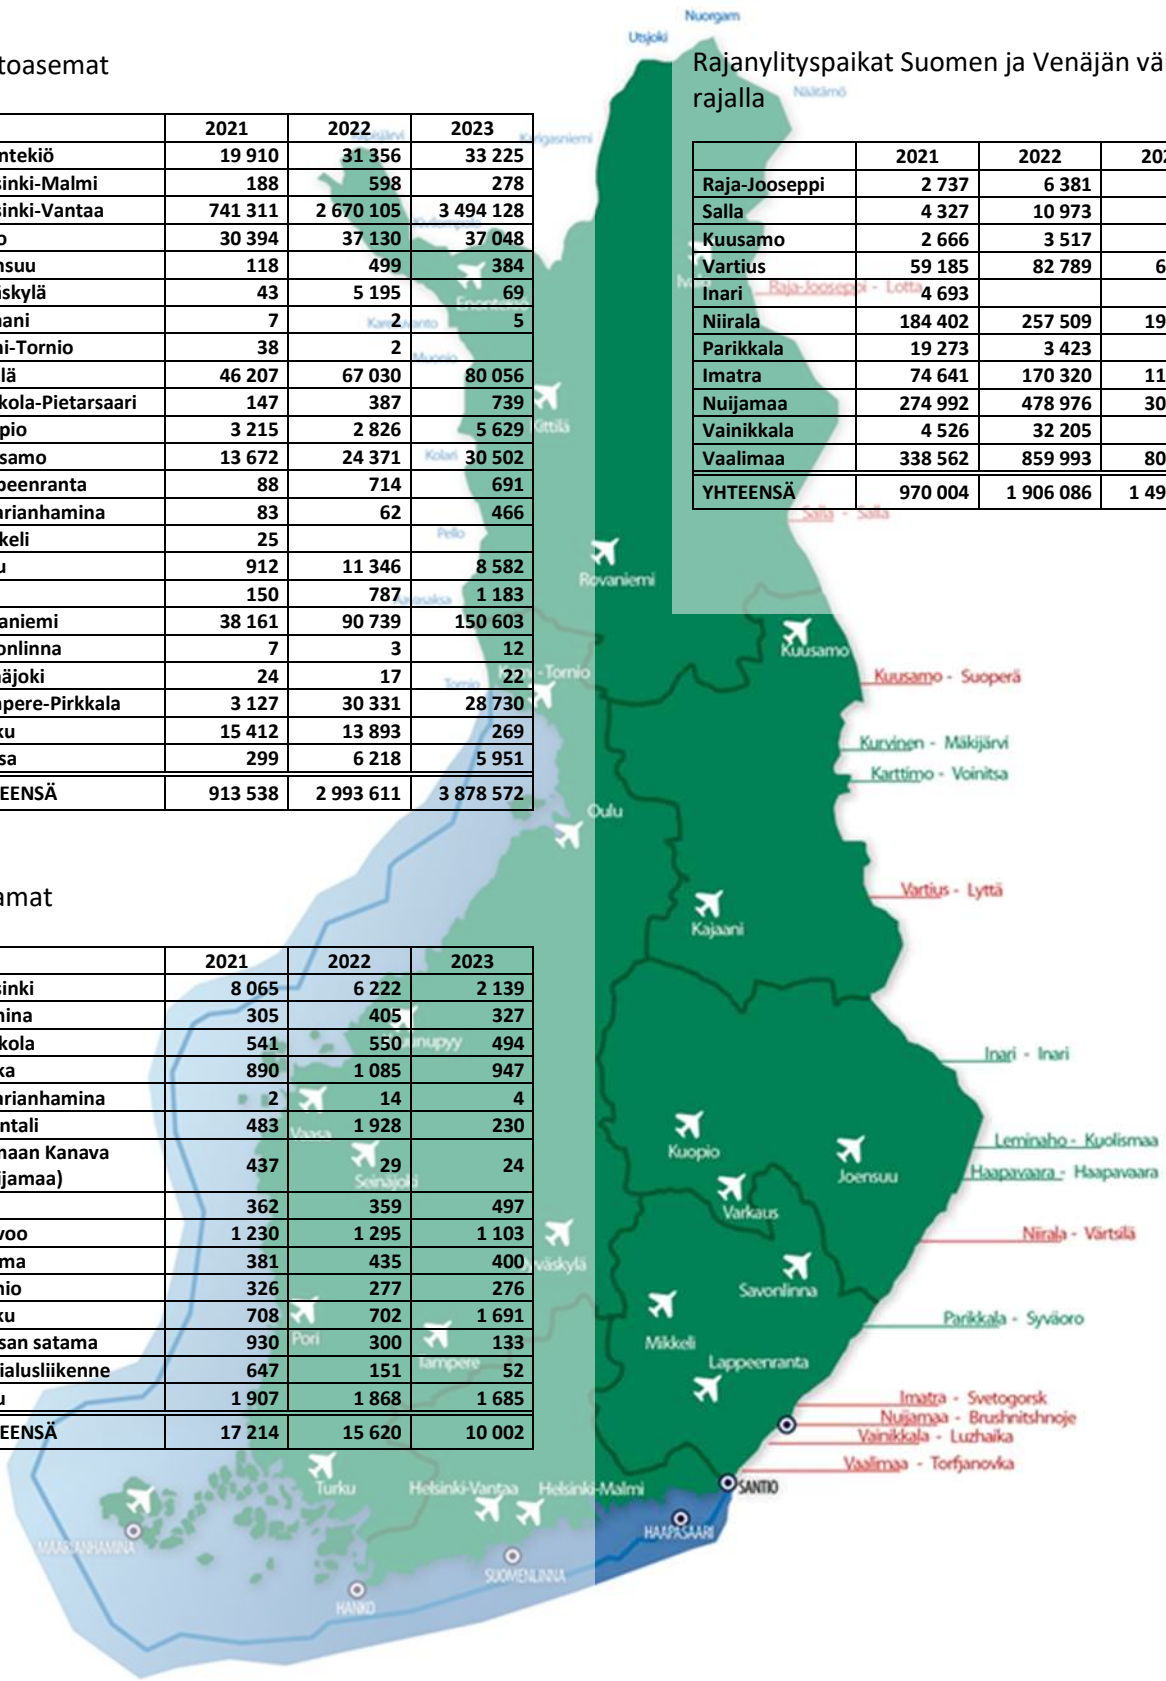 toasemat
2021 2022 2023
ntekiö 19 910 31 356 33 225
sinki-Malmi 188 598 278
sinki-Vantaa 741 311 2 670 105 3 494 128
o 30 394 37 130 37 048
nsuu 118 499 384
äskylä 43 5 195 69
aani 7 2 5
ni-Tornio 38 2
lä 46 207 67 030 80 056
kola-Pietarsaari 147 387 739
pio 3 215 2 826 5 629
samo 13 672 24 371 30 502
peenranta 88 714 691
arianhamina 83 62 466
keli 25
u 912 11 346 8 582
150 787 1 183
aniemi 38 161 90 739 150 603
onlinna 7 3 12
näjoki 24 17 22
pere-Pirkkala 3 127 30 331 28 730
ku 15 412 13 893 269
sa 299 6 218 5 951
EENSÄ 913 538 2 993 611 3 878 572
Rajanylityspaikat Suomen ja Venäjän väl
rajalla
2021 2022 202
Raja-Jooseppi 2 737 6 381
Salla 4 327 10 973
Kuusamo 2 666 3 517
Vartius 59 185 82 789 6
Inari 4 693
Niirala 184 402 257 509 19
Parikkala 19 273 3 423
Imatra 74 641 170 320 11
Nuijamaa 274 992 478 976 30
Vainikkala 4 526 32 205
Vaalimaa 338 562 859 993 80
YHTEENSÄ 970 004 1 906 086 1 49
amat
2021 2022 2023
sinki 8 065 6 222 2 139
nina 305 405 327
kola 541 550 494
ka 890 1 085 947
arianhamina 2 14 4
ntali 483 1 928 230
maan Kanava
ijamaa) 437 29 24
362 359 497
voo 1 230 1 295 1 103
ma 381 435 400
nio 326 277 276
ku 708 702 1 691
san satama 930 300 133
ialusliikenne 647 151 52
u 1 907 1 868 1 685
EENSÄ 17 214 15 620 10 002
Nuorgam
Utsjoki
Näätämö
Karigasniemi
Enontekiö
Raja-Jooseppi - Lotta
Muonio
Kittilä
Kolari
Salla - Salla
Pello
Rovaniemi
Kuusamo
Kuusamo - Suoperä
Tornio
-Tornio
Kurvinen - Mäkijärvi
Karttimo - Voinitsa
Oulu
Vartius - Lyttä
Kajaani
Inari - Inari
Vaasa
Kuopio
Joensuu
Leminaho - Kuolismaa
Haapavaara - Haapavaara
Seinäjoki
Varkaus
Niirala - Värtsilä
Savonlinna
Pori
Tampere
Mikkeli
Parikkala - Syväoro
Lappeenranta
Imatra - Svetogorsk
Nuijamaa - Brushnitshnoje
Vainikkala - Luzhaika
Vaalimaa - Torfjanovka
Turku
Helsinki-Vantaa
Helsinki-Malmi
SANTIO
HAAPASAARI
MAARIANHAMINA
SUOMENLINNA
HANKO